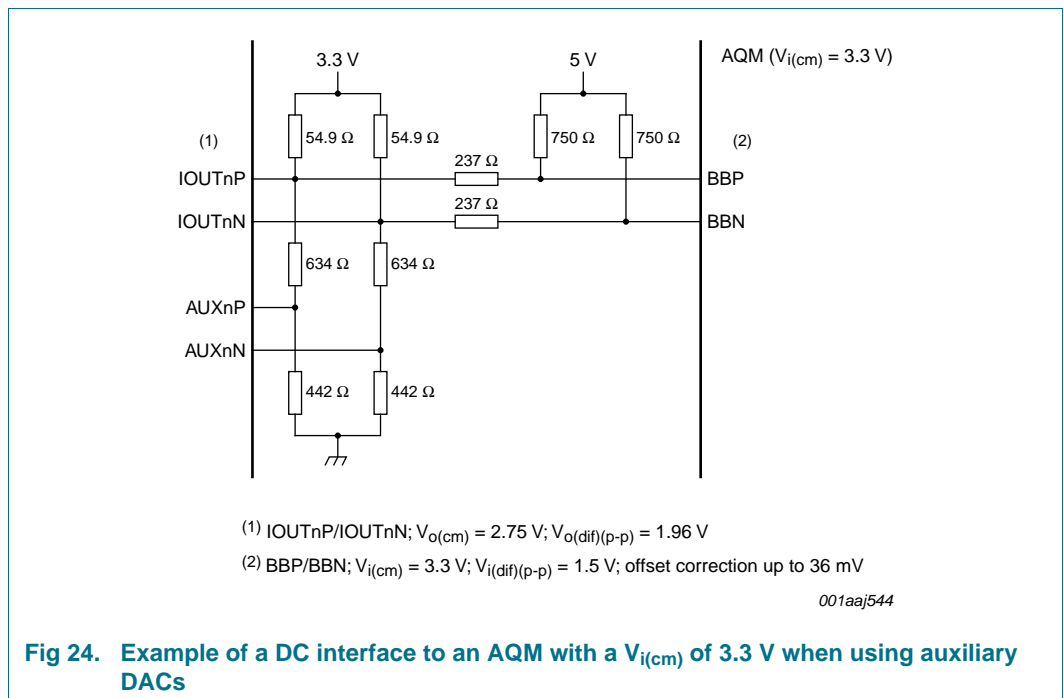 3.3 V 5 V AQM (Vi(cm) = 3.3 V)
54.9 Ω 54.9 Ω 750 Ω 750 Ω
(1) (2)
237 Ω
IOUTnP BBP
237 Ω
IOUTnN BBN
634 Ω 634 Ω
AUXnP
AUXnN
442 Ω 442 Ω
(1) IOUTnP/IOUTnN; Vo(cm) = 2.75 V; Vo(dif)(p-p) = 1.96 V
(2) BBP/BBN; Vi(cm) = 3.3 V; Vi(dif)(p-p) = 1.5 V; offset correction up to 36 mV
001aaj544
Fig 24. Example of a DC interface to an AQM with a Vi(cm) of 3.3 V when using auxiliary
DACs